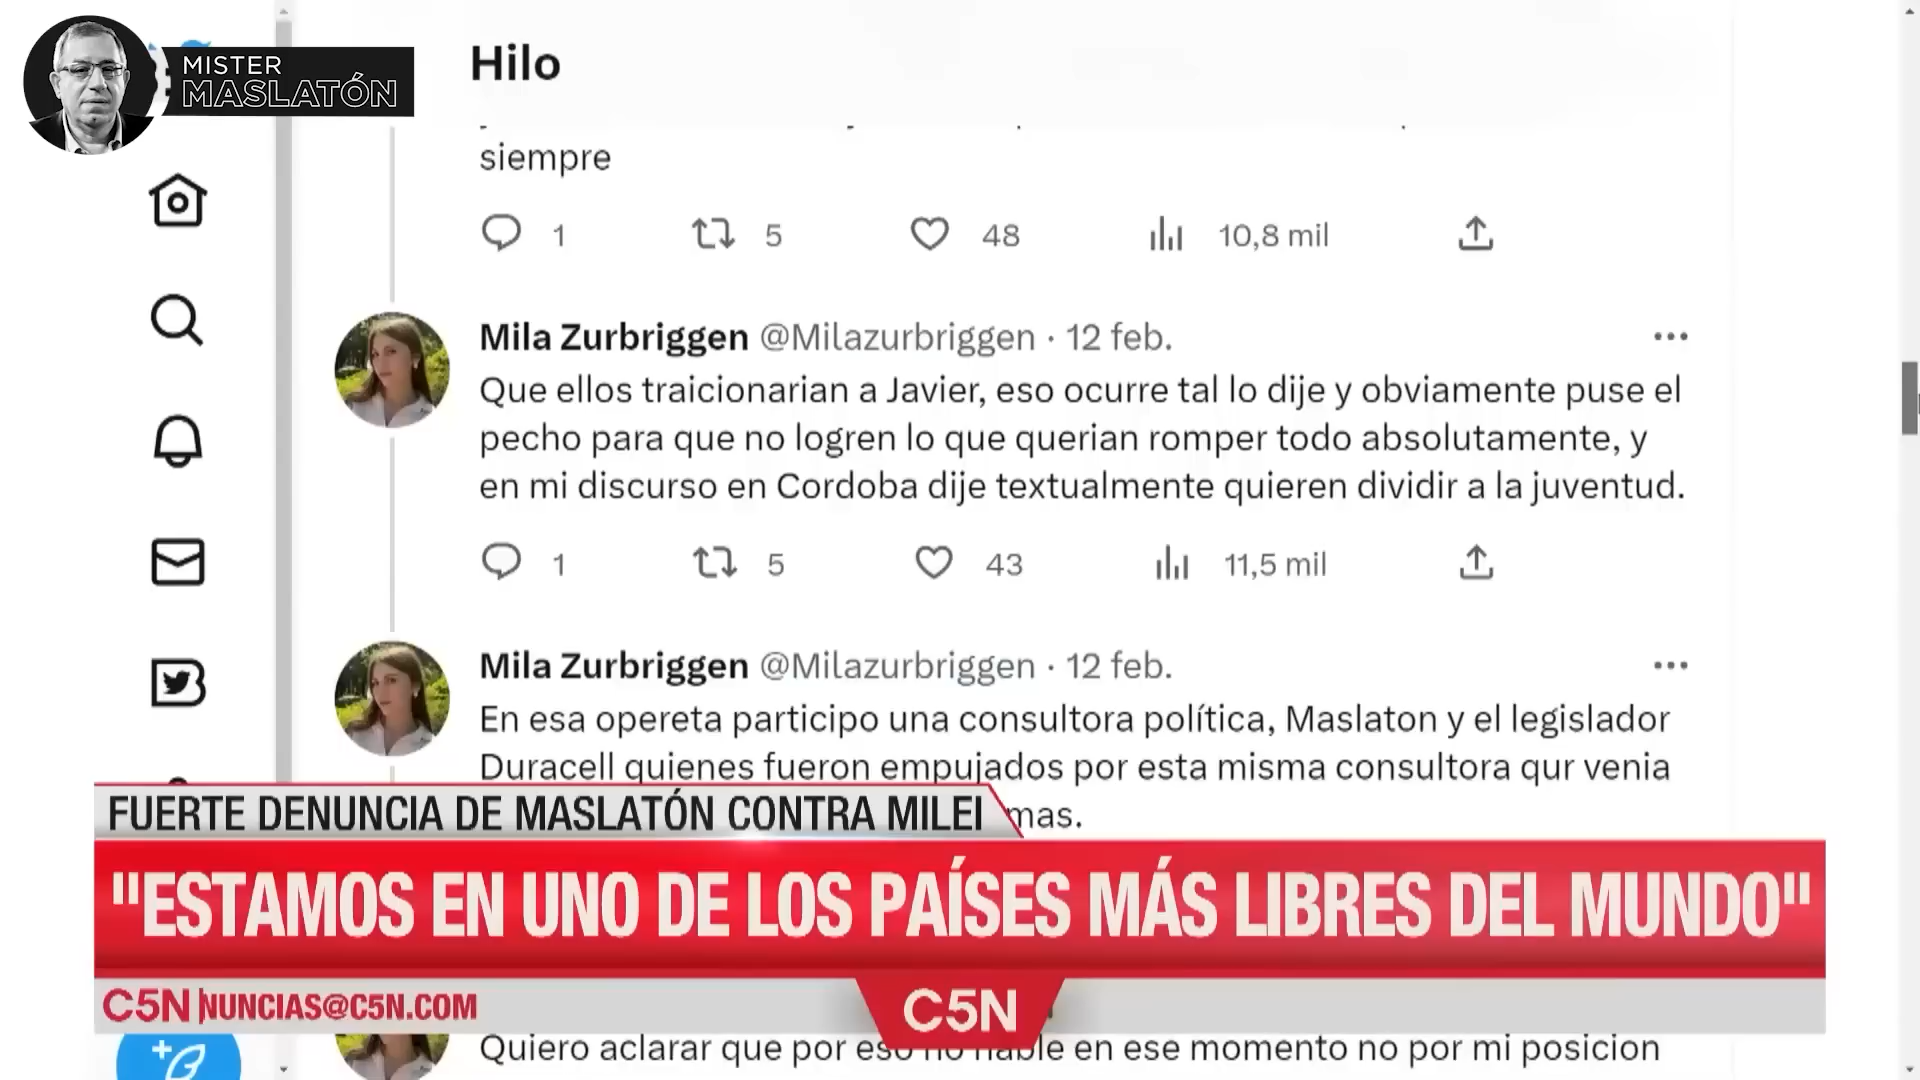 MISTER
MASLATÓN
Hilo
siempre
1 5 48 10,8 mil
Mila Zurbriggen @Milazurbriggen · 12 feb.
Que ellos traicionarian a Javier, eso ocurre tal lo dije y obviamente puse el
pecho para que no logren lo que querian romper todo absolutamente, y
en mi discurso en Cordoba dije textualmente quieren dividir a la juventud.
1 5 43 11,5 mil
Mila Zurbriggen @Milazurbriggen · 12 feb.
En esa opereta participo una consultora política, Maslaton y el legislador
Duracell quienes fueron empujados por esta misma consultora qur venia
mas.
FUERTE DENUNCIA DE MASLATÓN CONTRA MILEI
"ESTAMOS EN UNO DE LOS PAÍSES MÁS LIBRES DEL MUNDO"
C5N NUNCIAS@C5N.COM
C5N
Quiero aclarar que por eso no hable en ese momento no por mi posicion